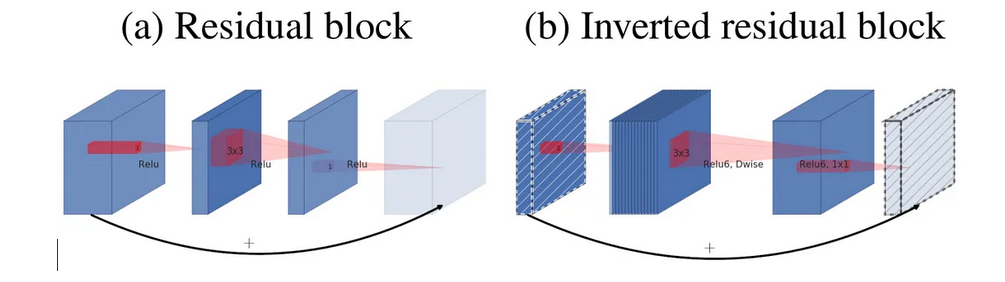 (a) Residual block
(b) Inverted residual block
1
Relu
3x3
Relu
1
Relu
+
3x3
Relu6, Dwise
Relu6, 1x1
+